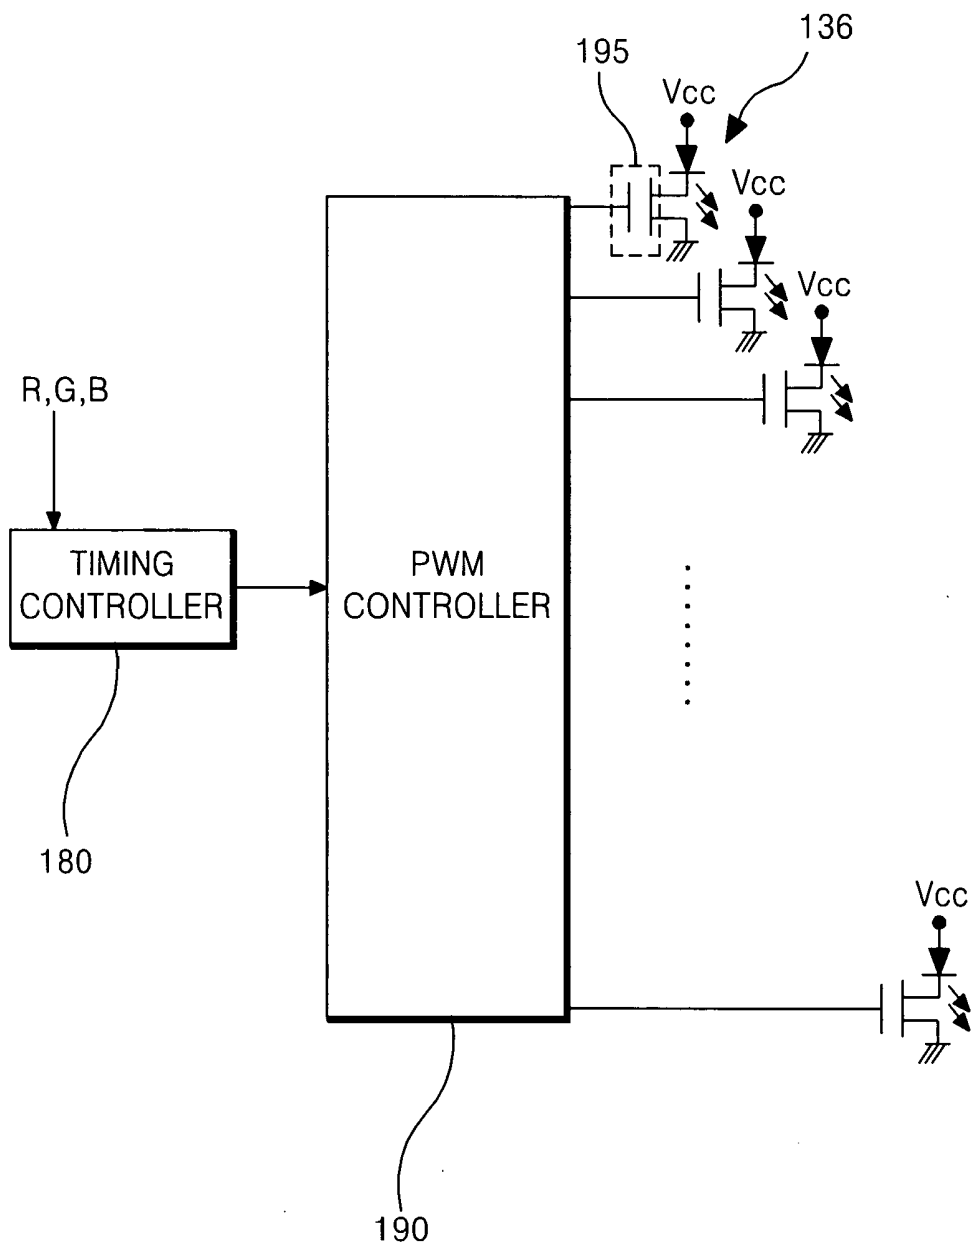 136
195
Vcc
Vcc
Vcc
R,G,B
TIMING
CONTROLLER
PWM
CONTROLLER
180
Vcc
190